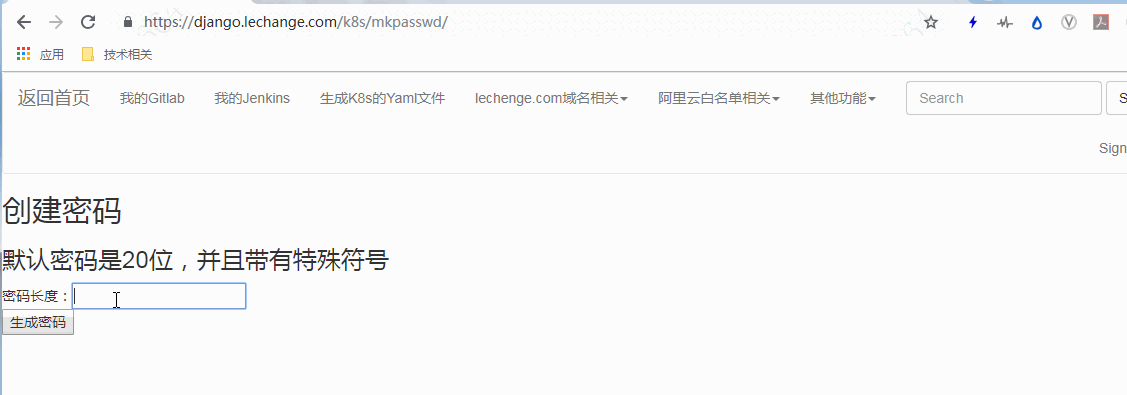 https://django.lechange.com/k8s/mkpasswd/
应用 技术相关
返回首页 我的Gitlab 我的Jenkins 生成K8s的Yaml文件 lechenge.com域名相关 阿里云白名单相关 其他功能 Search S
Sign
创建密码
默认密码是20位，并且带有特殊符号
密码长度：
生成密码